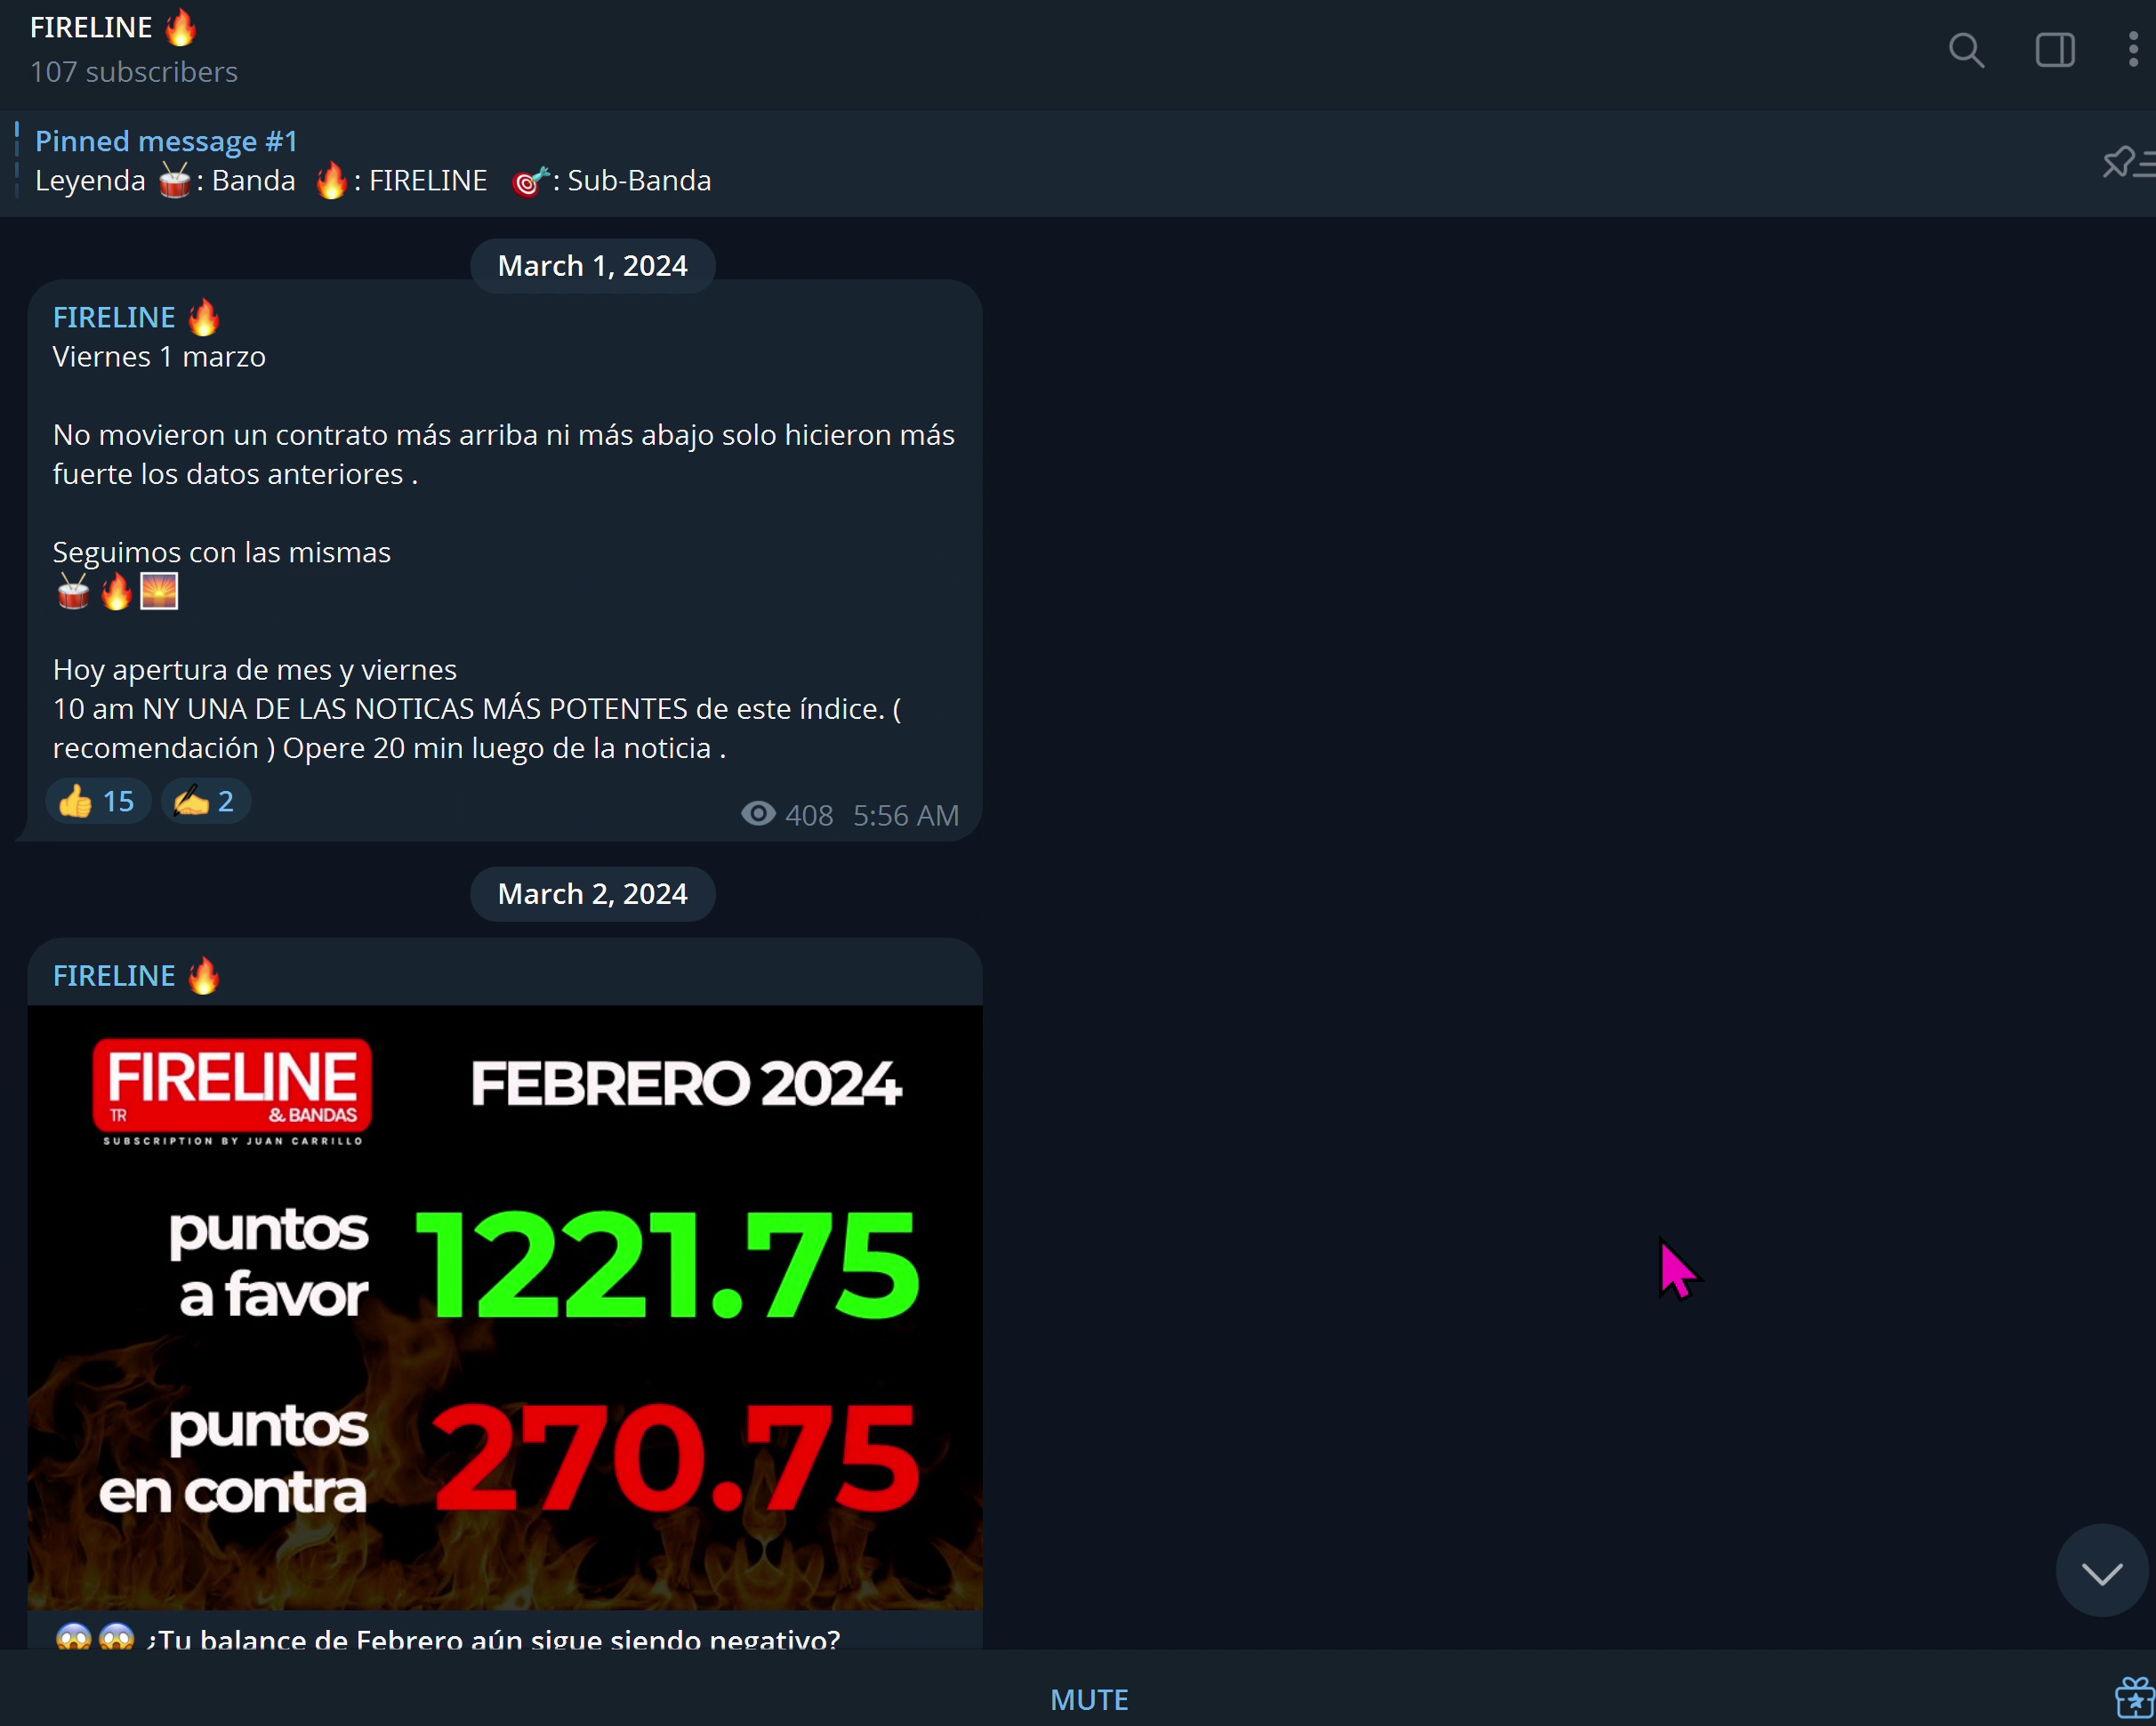 FIRELINE 🔥
107 subscribers
Pinned message #1
Leyenda 🥁: Banda 🔥: FIRELINE 🎯: Sub-Banda
March 1, 2024
FIRELINE 🔥
Viernes 1 marzo
No movieron un contrato más arriba ni más abajo solo hicieron más
fuerte los datos anteriores .
Seguimos con las mismas
🥁🔥🌅
Hoy apertura de mes y viernes
10 am NY UNA DE LAS NOTICAS MÁS POTENTES de este índice. (
recomendación ) Opere 20 min luego de la noticia .
👍 15 ✍️ 2
408 5:56 AM
March 2, 2024
FIRELINE 🔥
FIRELINE
TR & BANDAS
SUBSCRIPTION BY JUAN CARRILLO
FEBRERO 2024
puntos
a favor
1221.75
puntos
en contra
270.75
😱😱 ¿Tu balance de Febrero aún sigue siendo negativo?
MUTE